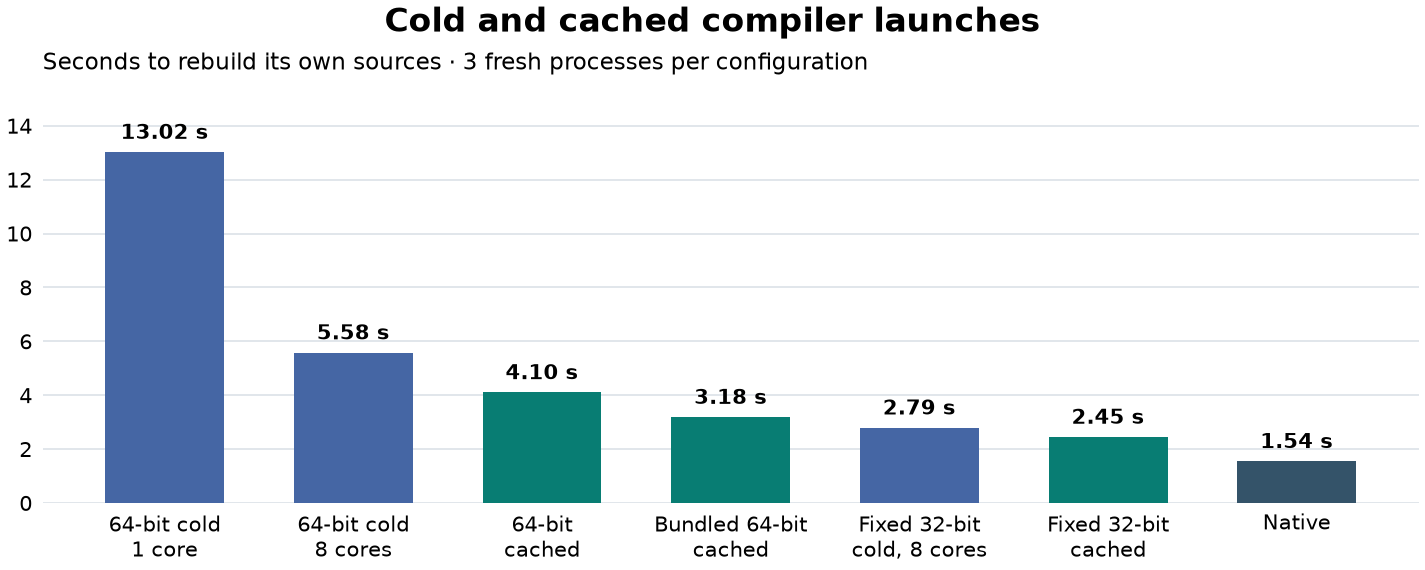 Cold and cached compiler launches
Seconds to rebuild its own sources · 3 fresh processes per configuration
14
12
10
8
6
4
2
0
13.02 s
5.58 s
4.10 s
3.18 s
2.79 s
2.45 s
1.54 s
64-bit cold
1 core
64-bit cold
8 cores
64-bit
cached
Bundled 64-bit
cached
Fixed 32-bit
cold, 8 cores
Fixed 32-bit
cached
Native